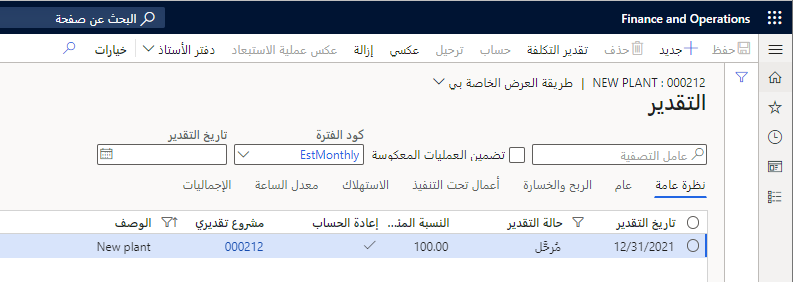 Finance and Operations البحث عن صفحة
حفظ جديد حذف تقدير التكلفة حساب ترحيل عكسي إزالة عكس عملية الاستبعاد دفتر الأستاذ خيارات
NEW PLANT : 000212 | طريقة العرض الخاصة بي
التقدير
كود الفترة تاريخ التقدير
عامل التصفية تضمين العمليات المعكوسة EstMonthly
نظرة عامة عام الربح والخسارة أعمال تحت التنفيذ الاستهلاك معدل الساعة الإجماليات
تاريخ التقدير حالة التقدير النسبة المئ... إعادة الحساب مشروع تقديري الوصف
12/31/2021 مُرحَّل 100.00 000212 New plant